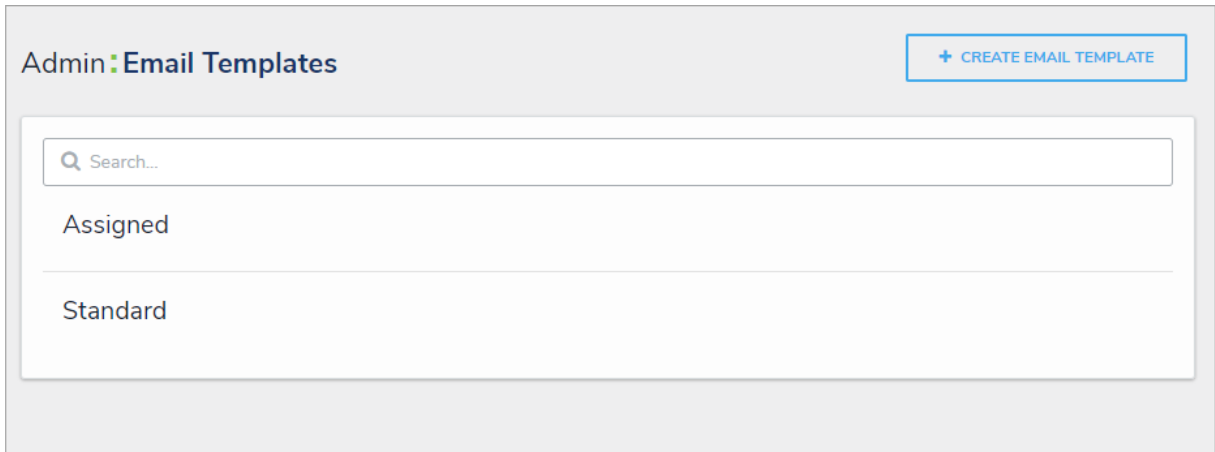 Admin:Email Templates
+ CREATE EMAIL TEMPLATE
Search...
Assigned
Standard